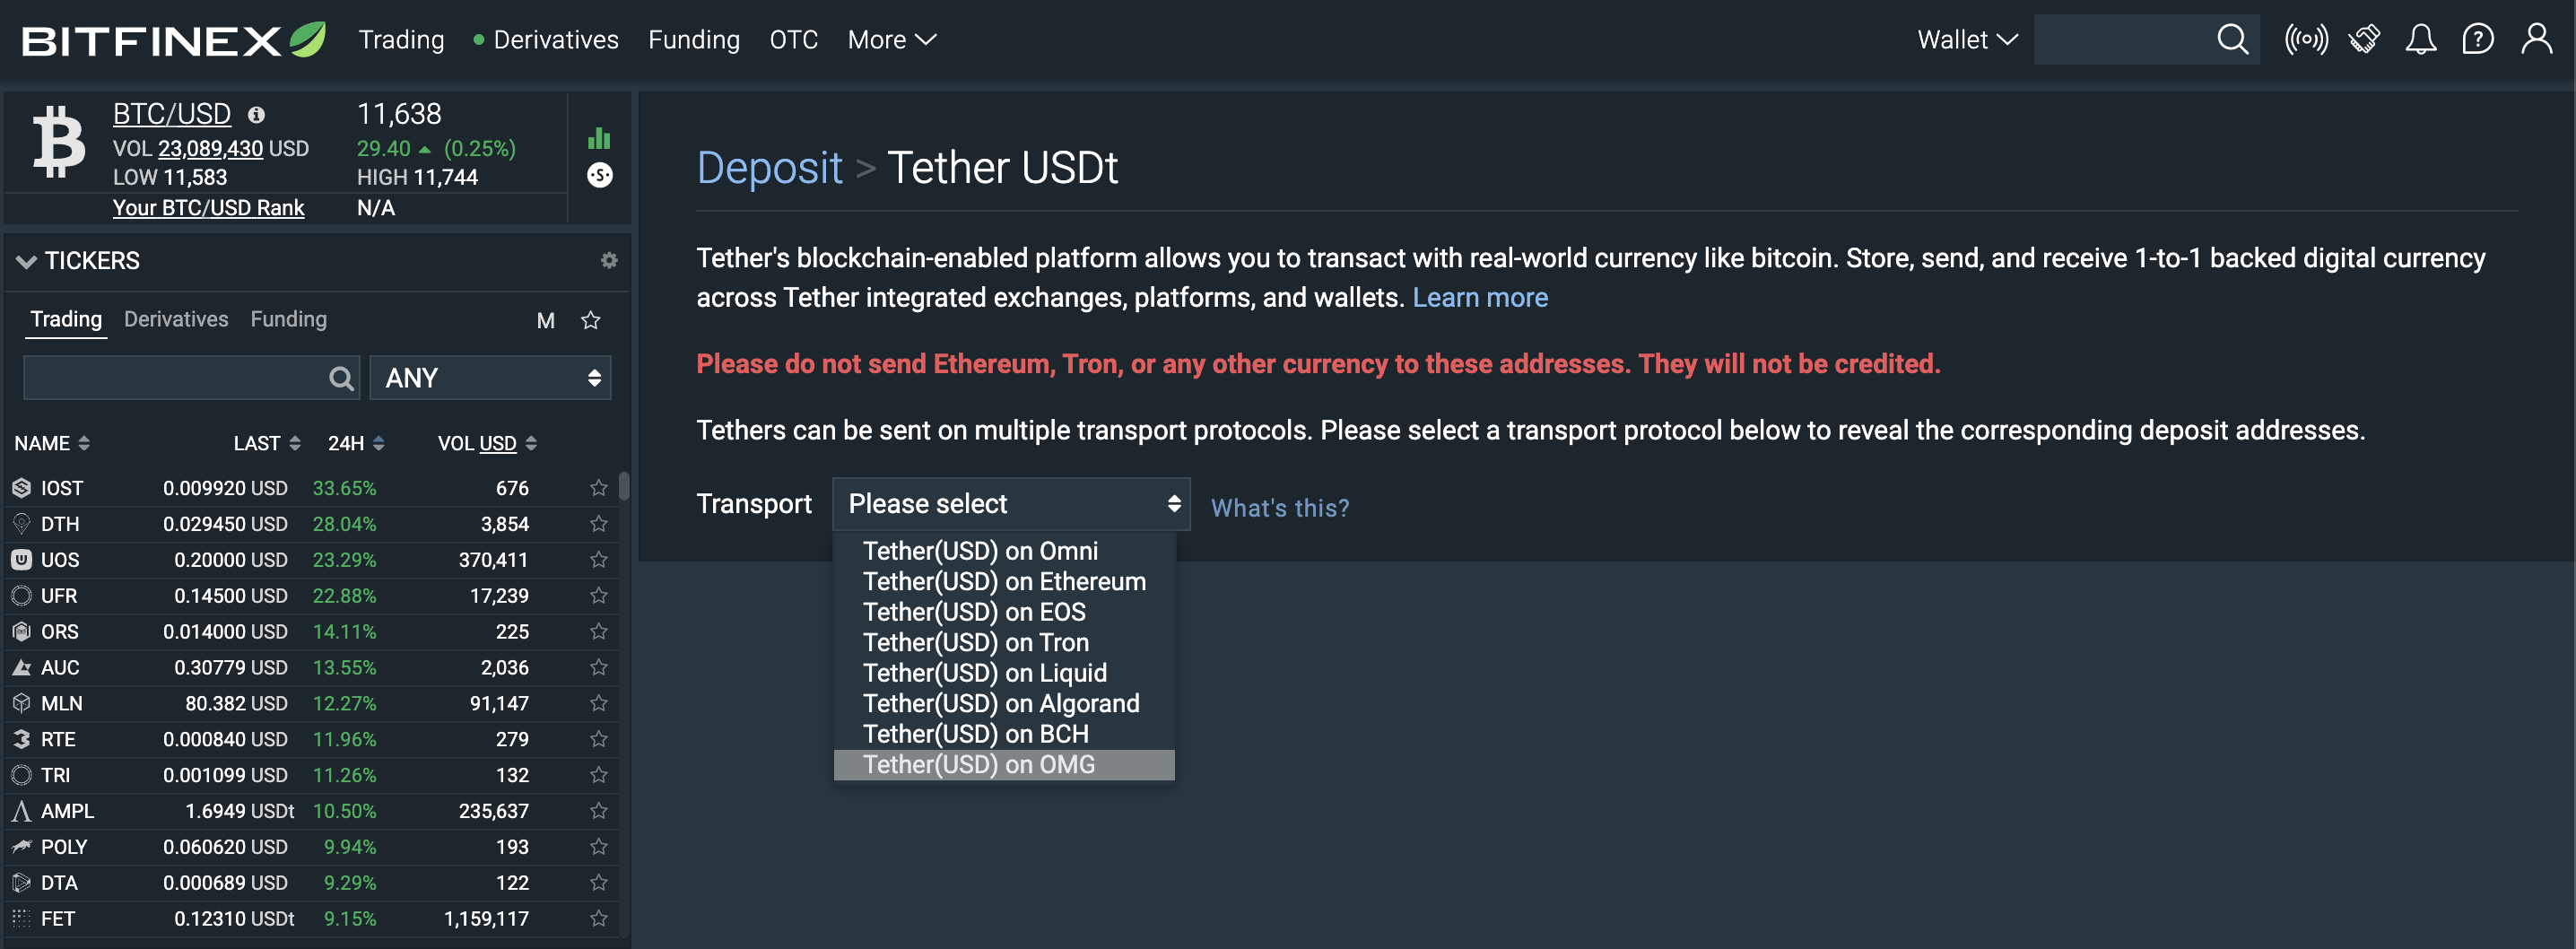 BITFINEX Trading Derivatives Funding OTC More Wallet
BTC/USD 11,638
VOL 23,089,430 USD 29.40 (0.25%)
LOW 11,583 HIGH 11,744
Your BTC/USD Rank N/A
TICKERS
Trading Derivatives Funding M
ANY
NAME LAST 24H VOL USD
IOST 0.009920 USD 33.65% 676
DTH 0.029450 USD 28.04% 3,854
UOS 0.20000 USD 23.29% 370,411
UFR 0.14500 USD 22.88% 17,239
ORS 0.014000 USD 14.11% 225
AUC 0.30779 USD 13.55% 2,036
MLN 80.382 USD 12.27% 91,147
RTE 0.000840 USD 11.96% 279
TRI 0.001099 USD 11.26% 132
AMPL 1.6949 USDt 10.50% 235,637
POLY 0.060620 USD 9.94% 193
DTA 0.000689 USD 9.29% 122
FET 0.12310 USDt 9.15% 1,159,117
Deposit > Tether USDt
Tether's blockchain-enabled platform allows you to transact with real-world currency like bitcoin. Store, send, and receive 1-to-1 backed digital currency
across Tether integrated exchanges, platforms, and wallets. Learn more
Please do not send Ethereum, Tron, or any other currency to these addresses. They will not be credited.
Tethers can be sent on multiple transport protocols. Please select a transport protocol below to reveal the corresponding deposit addresses.
Transport Please select What's this?
Tether(USD) on Omni
Tether(USD) on Ethereum
Tether(USD) on EOS
Tether(USD) on Tron
Tether(USD) on Liquid
Tether(USD) on Algorand
Tether(USD) on BCH
Tether(USD) on OMG